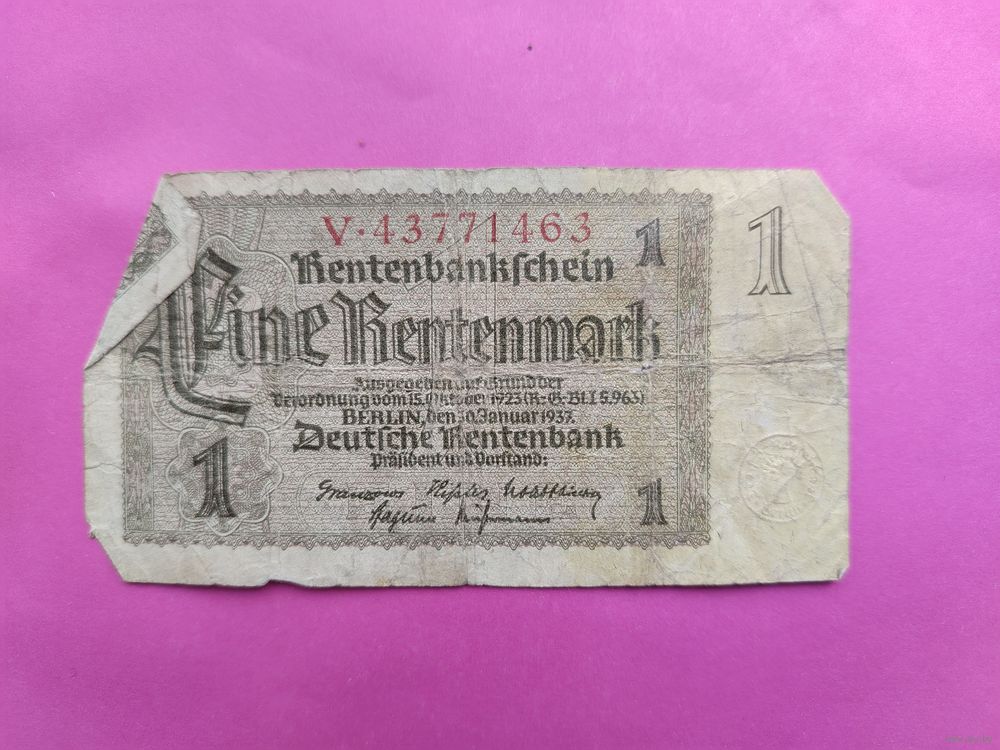 V·43771463
1
1
Rentenbankschein
Eine Rentenmark
Ausgegeben auf Grund der
Verordnung vom 15. Oktober 1923 (R-G-Bl I S. 963)
BERLIN, den 30. Januar 1937.
Deutsche Rentenbank
Präsident und Vorstand:
1
1